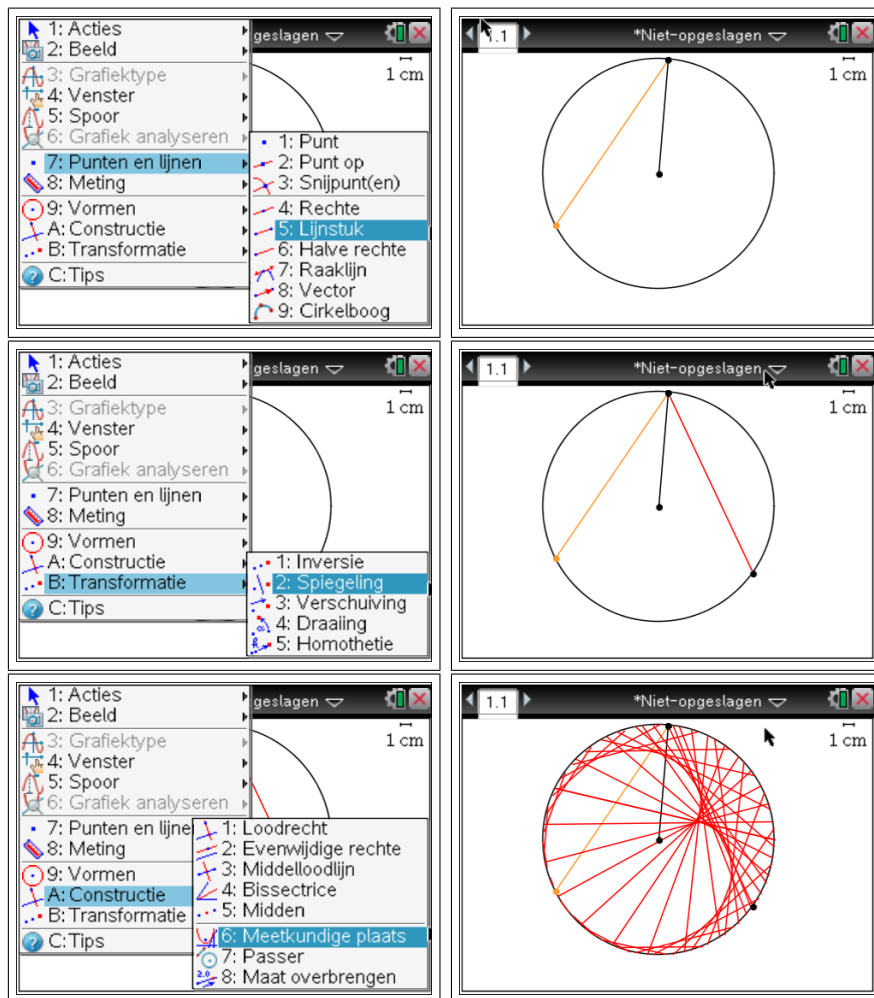 1: Acties
2: Beeld
3: Grafiektype
4: Venster
5: Spoor
6: Grafiek analyseren
7: Punten en lijnen
8: Meting
9: Vormen
A: Constructie
B: Transformatie
C: Tips
geslagen
1 cm
1: Punt
2: Punt op
3: Snijpunt(en)
4: Rechte
5: Lijnstuk
6: Halve rechte
7: Raaklijn
8: Vector
9: Cirkelboog
1.1
*Niet-opgeslagen
1 cm
1: Acties
2: Beeld
3: Grafiektype
4: Venster
5: Spoor
6: Grafiek analyseren
7: Punten en lijnen
8: Meting
9: Vormen
A: Constructie
B: Transformatie
C: Tips
geslagen
1 cm
1: Inversie
2: Spiegeling
3: Verschuiving
4: Draaiing
5: Homothetie
1.1
*Niet-opgeslagen
1 cm
1: Acties
2: Beeld
3: Grafiektype
4: Venster
5: Spoor
6: Grafiek analyseren
7: Punten en lijne
8: Meting
9: Vormen
A: Constructie
B: Transformatie
C: Tips
geslagen
1 cm
1: Loodrecht
2: Evenwijdige rechte
3: Middelloodlijn
4: Bissectrice
5: Midden
6: Meetkundige plaats
7: Passer
8: Maat overbrengen
1.1
*Niet-opgeslagen
1 cm